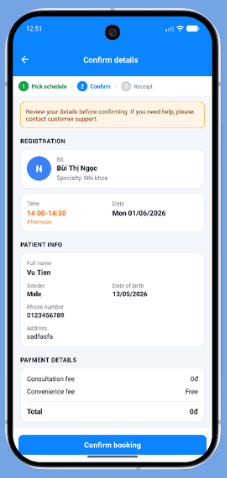 12:51
Confirm details
1 Pick schedule
2 Confirm
3 Receipt
Review your details before confirming. If you need help, please
contact customer support.
REGISTRATION
N
BS.
Bùi Thị Ngọc
Specialty: Nhi khoa
Time
Date
14:00-14:30
Mon 01/06/2026
Afternoon
PATIENT INFO
Full name
Vu Tien
Gender
Date of birth
Male
13/05/2026
Phone number
0123456789
Address
sadfasfa
PAYMENT DETAILS
Consultation fee
0đ
Convenience fee
Free
Total
0đ
Confirm booking